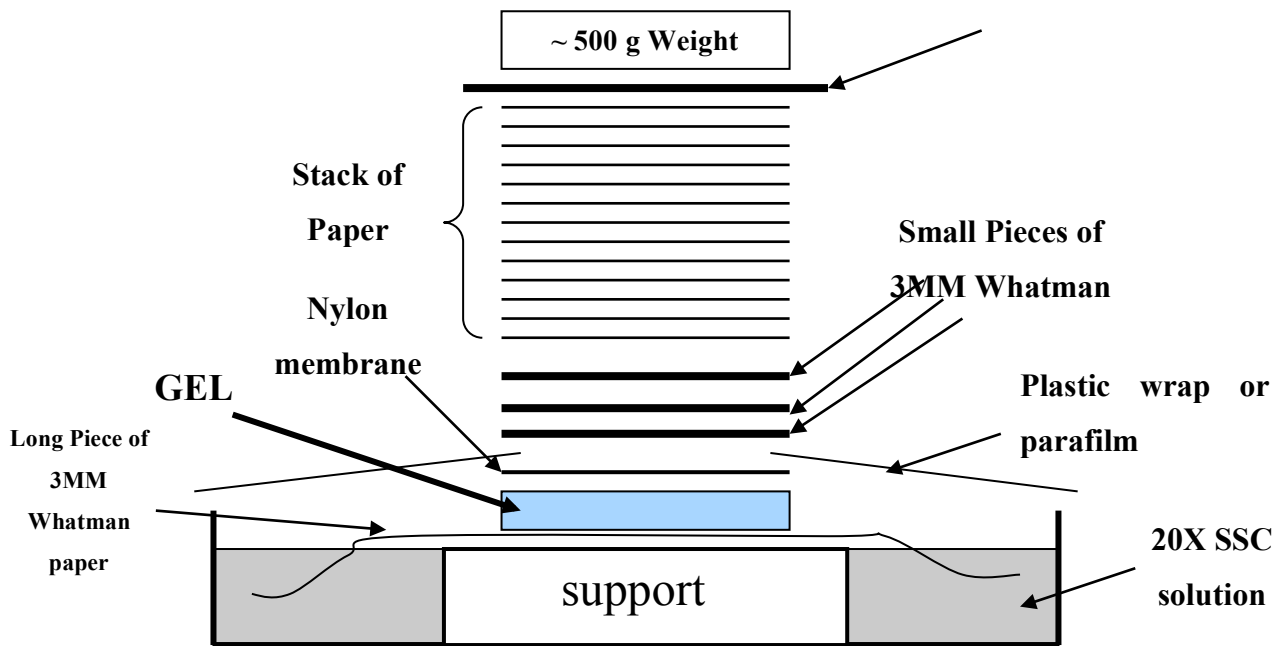 ~ 500 g Weight
Stack of
Paper
Small Pieces of
3MM Whatman
Nylon
membrane
GEL
Plastic wrap or
parafilm
Long Piece of
3MM
Whatman
paper
20X SSC
solution
support